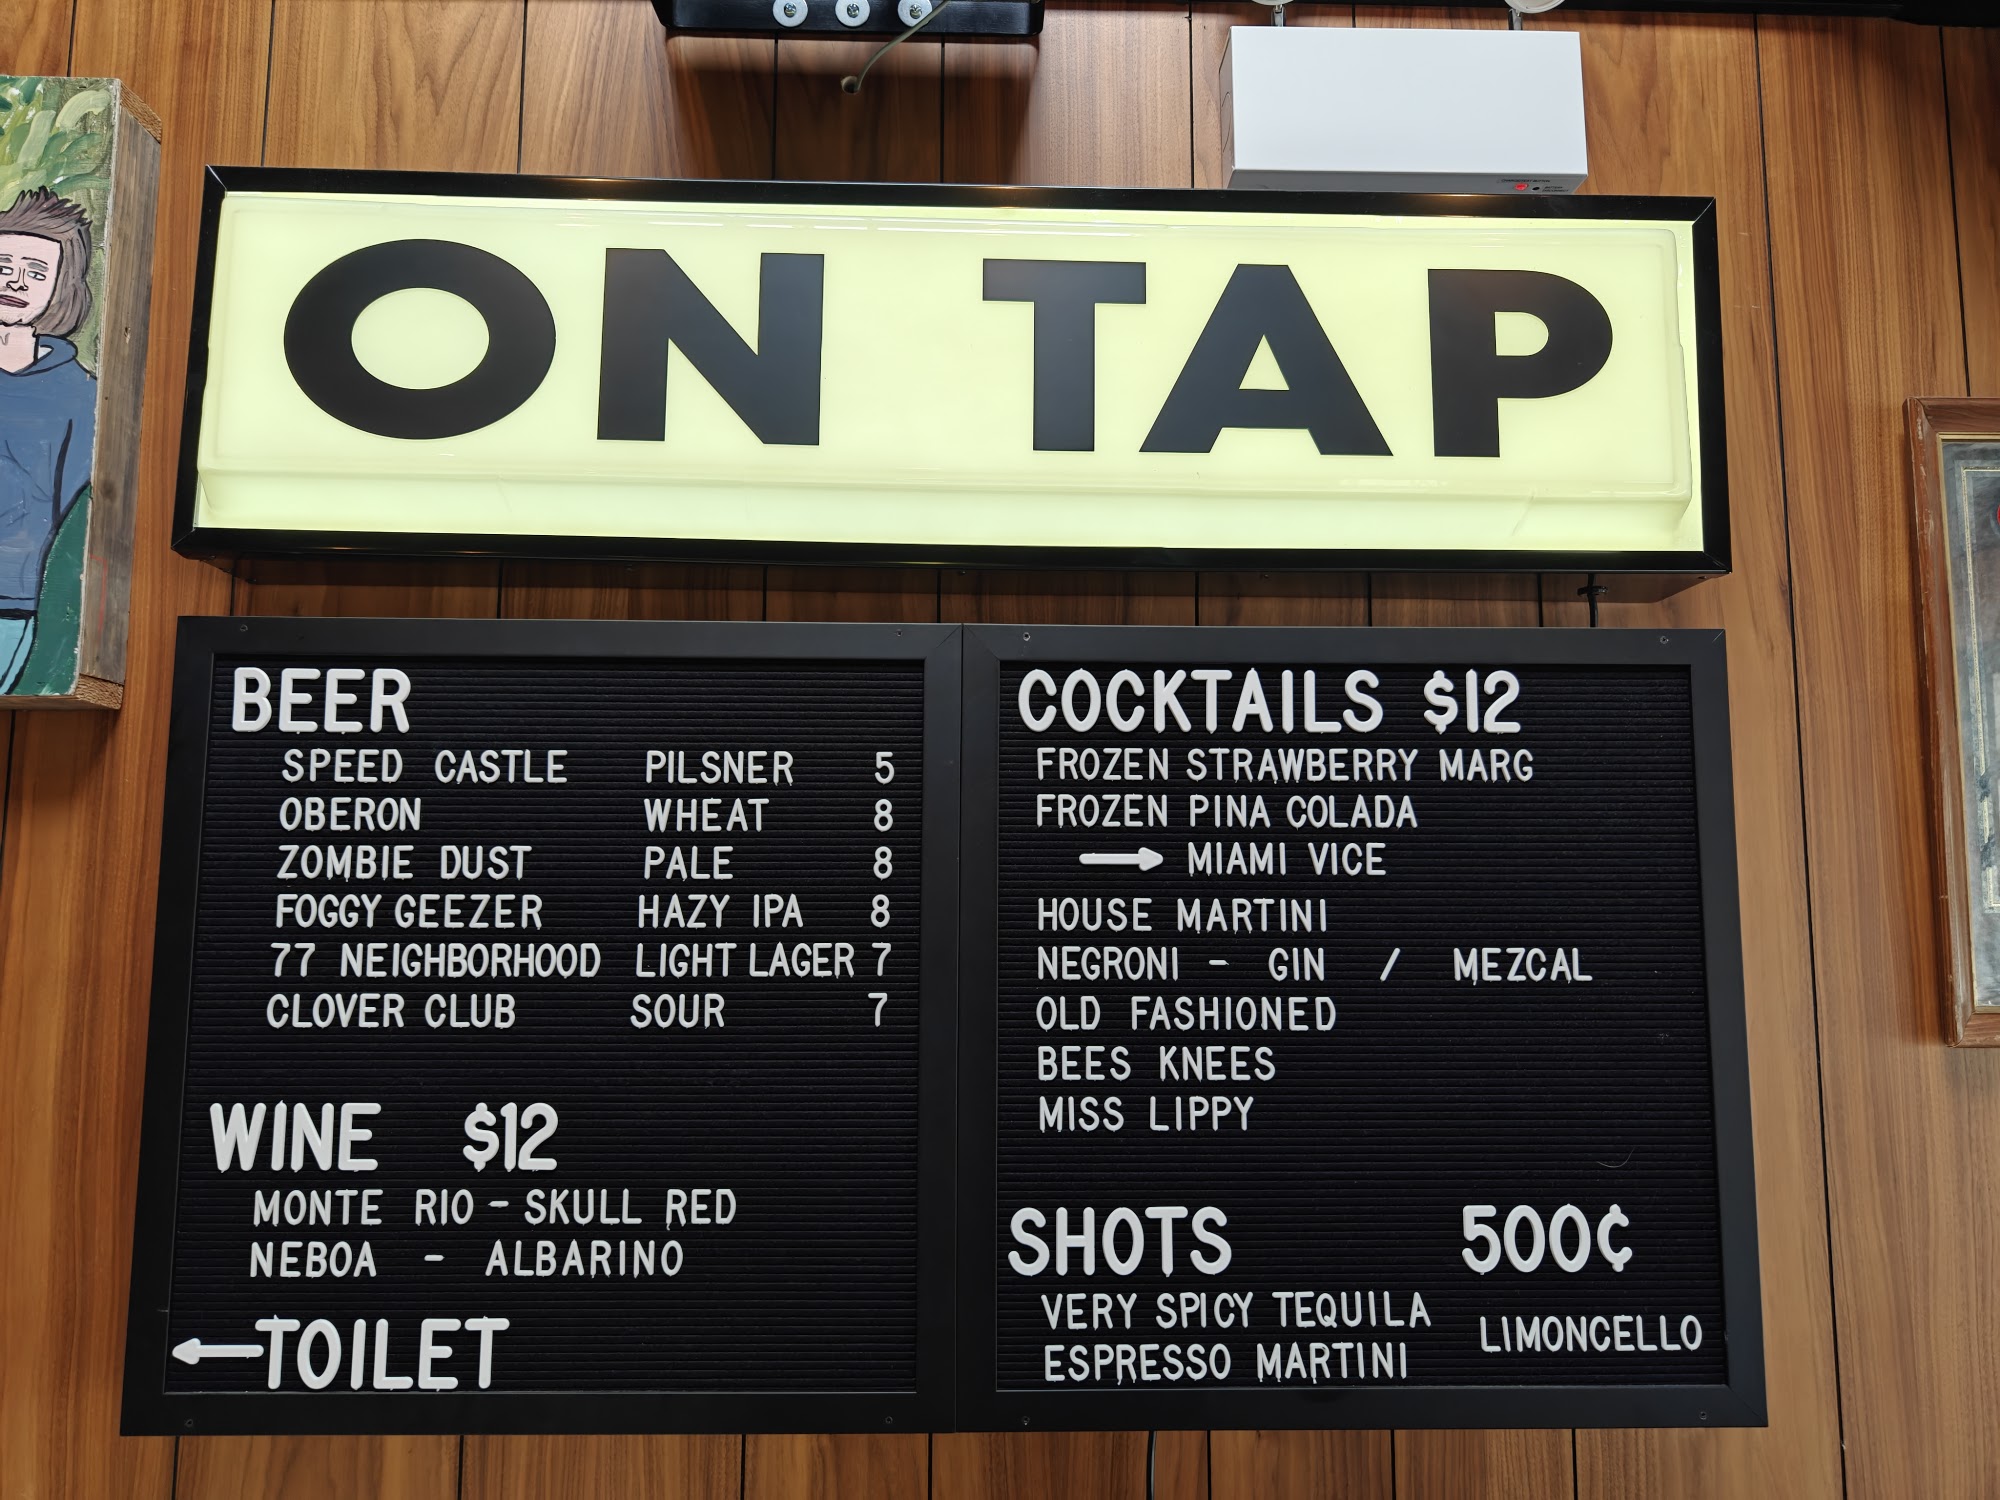 ON TAP
BEER
SPEED CASTLE PILSNER 5
OBERON WHEAT 8
ZOMBIE DUST PALE 8
FOGGY GEEZER HAZY IPA 8
77 NEIGHBORHOOD LIGHT LAGER 7
CLOVER CLUB SOUR 7
WINE $12
MONTE RIO - SKULL RED
NEBOA - ALBARINO
←TOILET
COCKTAILS $12
FROZEN STRAWBERRY MARG
FROZEN PINA COLADA
→ MIAMI VICE
HOUSE MARTINI
NEGRONI - GIN / MEZCAL
OLD FASHIONED
BEES KNEES
MISS LIPPY
SHOTS 500¢
VERY SPICY TEQUILA
LIMONCELLO
ESPRESSO MARTINI